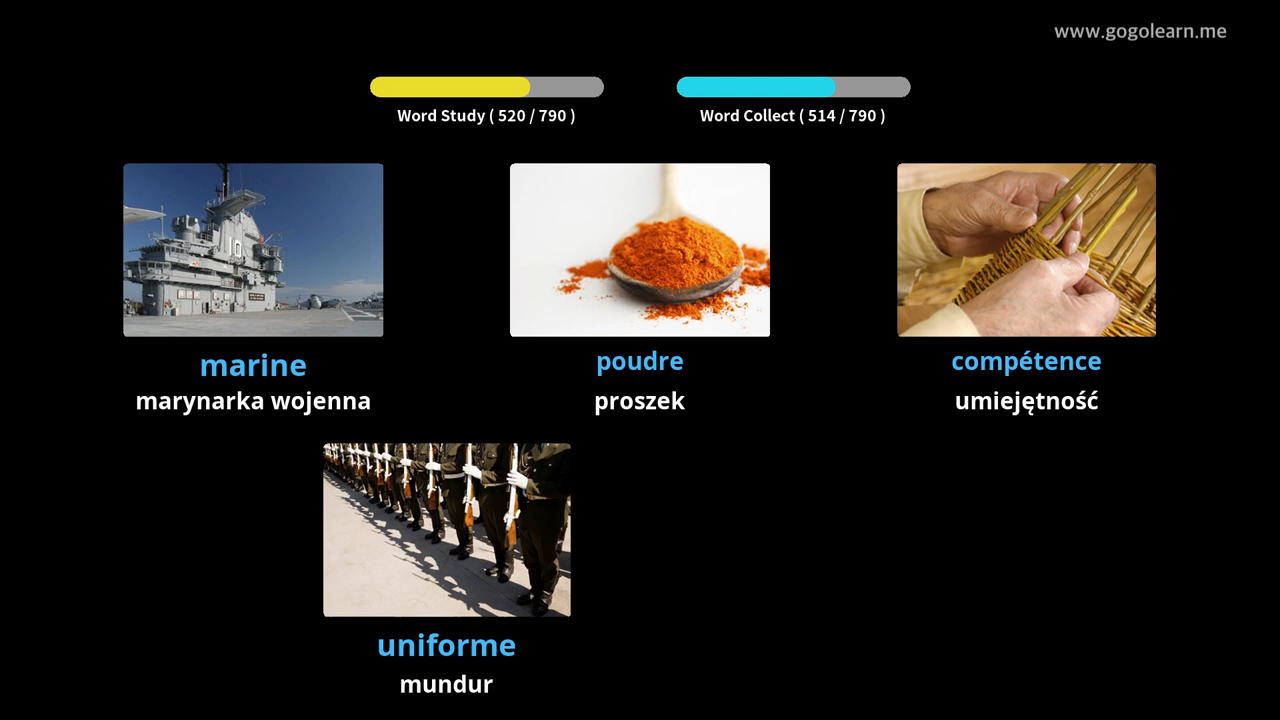 www.gogolearn.me
Word Study ( 520 / 790 )
Word Collect ( 514 / 790 )
10
marine
poudre
compétence
marynarka wojenna
proszek
umiejętność
uniforme
mundur